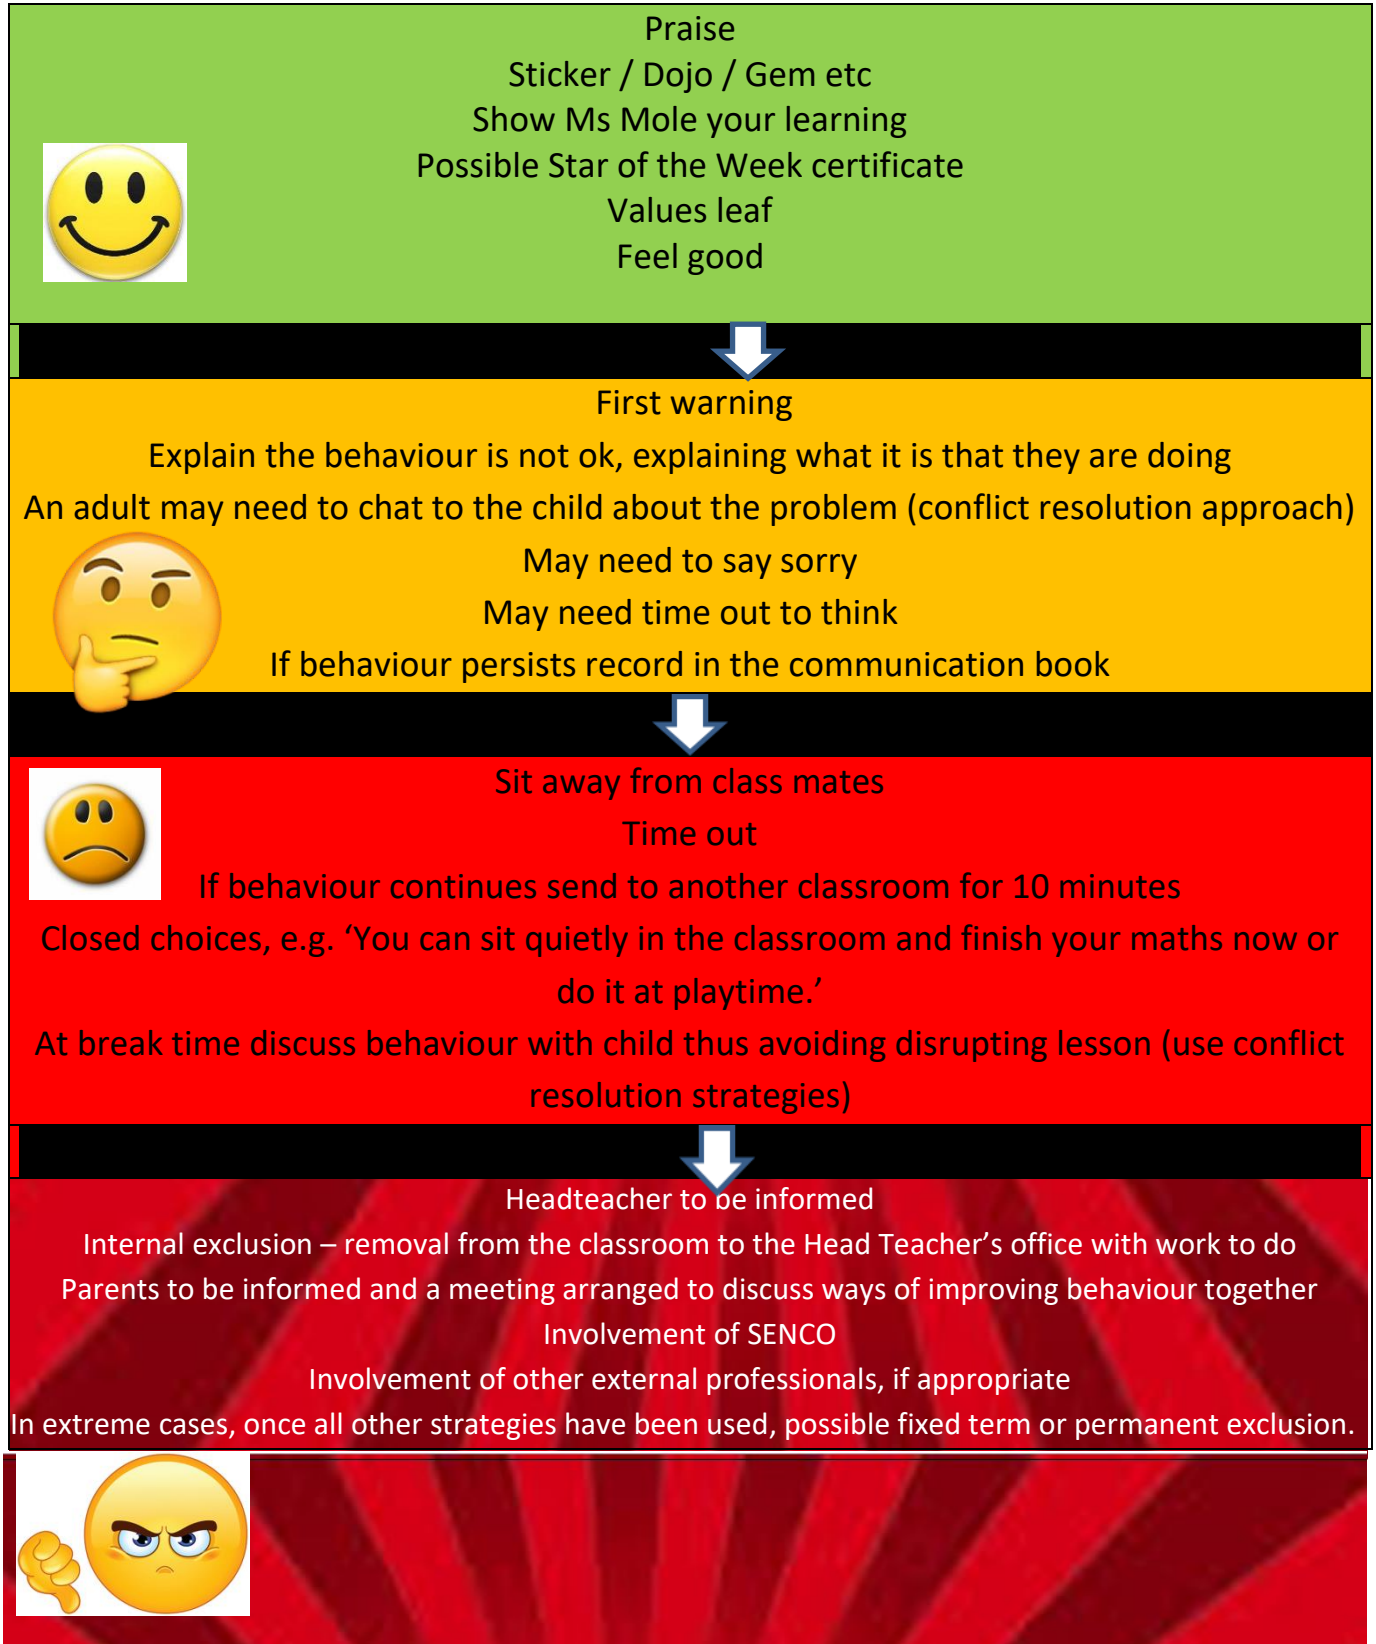 Praise
Sticker / Dojo / Gem etc
Show Ms Mole your learning
Possible Star of the Week certificate
Values leaf
Feel good
First warning
Explain the behaviour is not ok, explaining what it is that they are doing
An adult may need to chat to the child about the problem (conflict resolution approach)
May need to say sorry
May need time out to think
If behaviour persists record in the communication book
Sit away from class mates
Time out
If behaviour continues send to another classroom for 10 minutes
Closed choices, e.g. ‘You can sit quietly in the classroom and finish your maths now or
do it at playtime.’
At break time discuss behaviour with child thus avoiding disrupting lesson (use conflict
resolution strategies)
Headteacher to be informed
Internal exclusion – removal from the classroom to the Head Teacher’s office with work to do
Parents to be informed and a meeting arranged to discuss ways of improving behaviour together
Involvement of SENCO
Involvement of other external professionals, if appropriate
In extreme cases, once all other strategies have been used, possible fixed term or permanent exclusion.